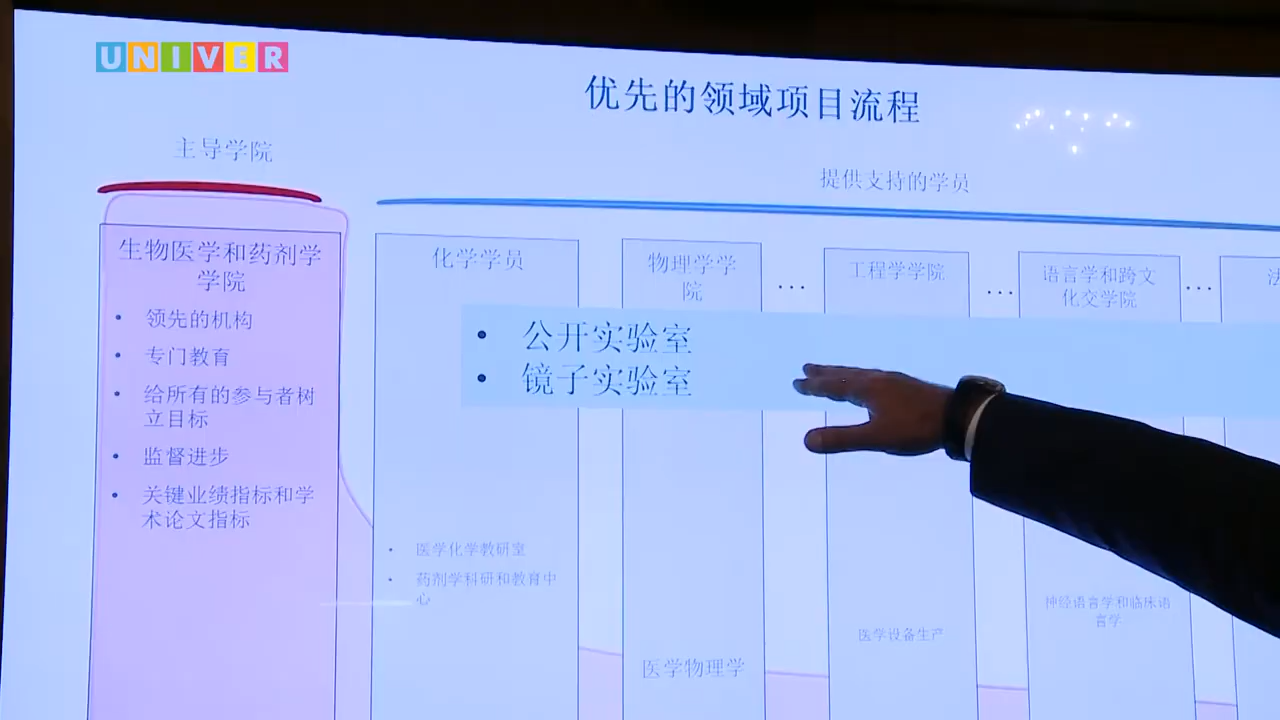 UNIVER
优先的领域项目流程
主导学院
提供支持的学员
生物医学和药剂学
学院
• 领先的机构
• 专门教育
• 给所有的参与者树
立目标
• 监督进步
• 关键业绩指标和学
术论文指标
化学学员
• 医学化学教研室
• 药剂学科研和教育中
心
物理学学
院
医学物理学
...
工程学学院
医学设备生产
...
语言学和跨文
化交学院
神经语言学和临床语
言学
...
法
• 公开实验室
• 镜子实验室